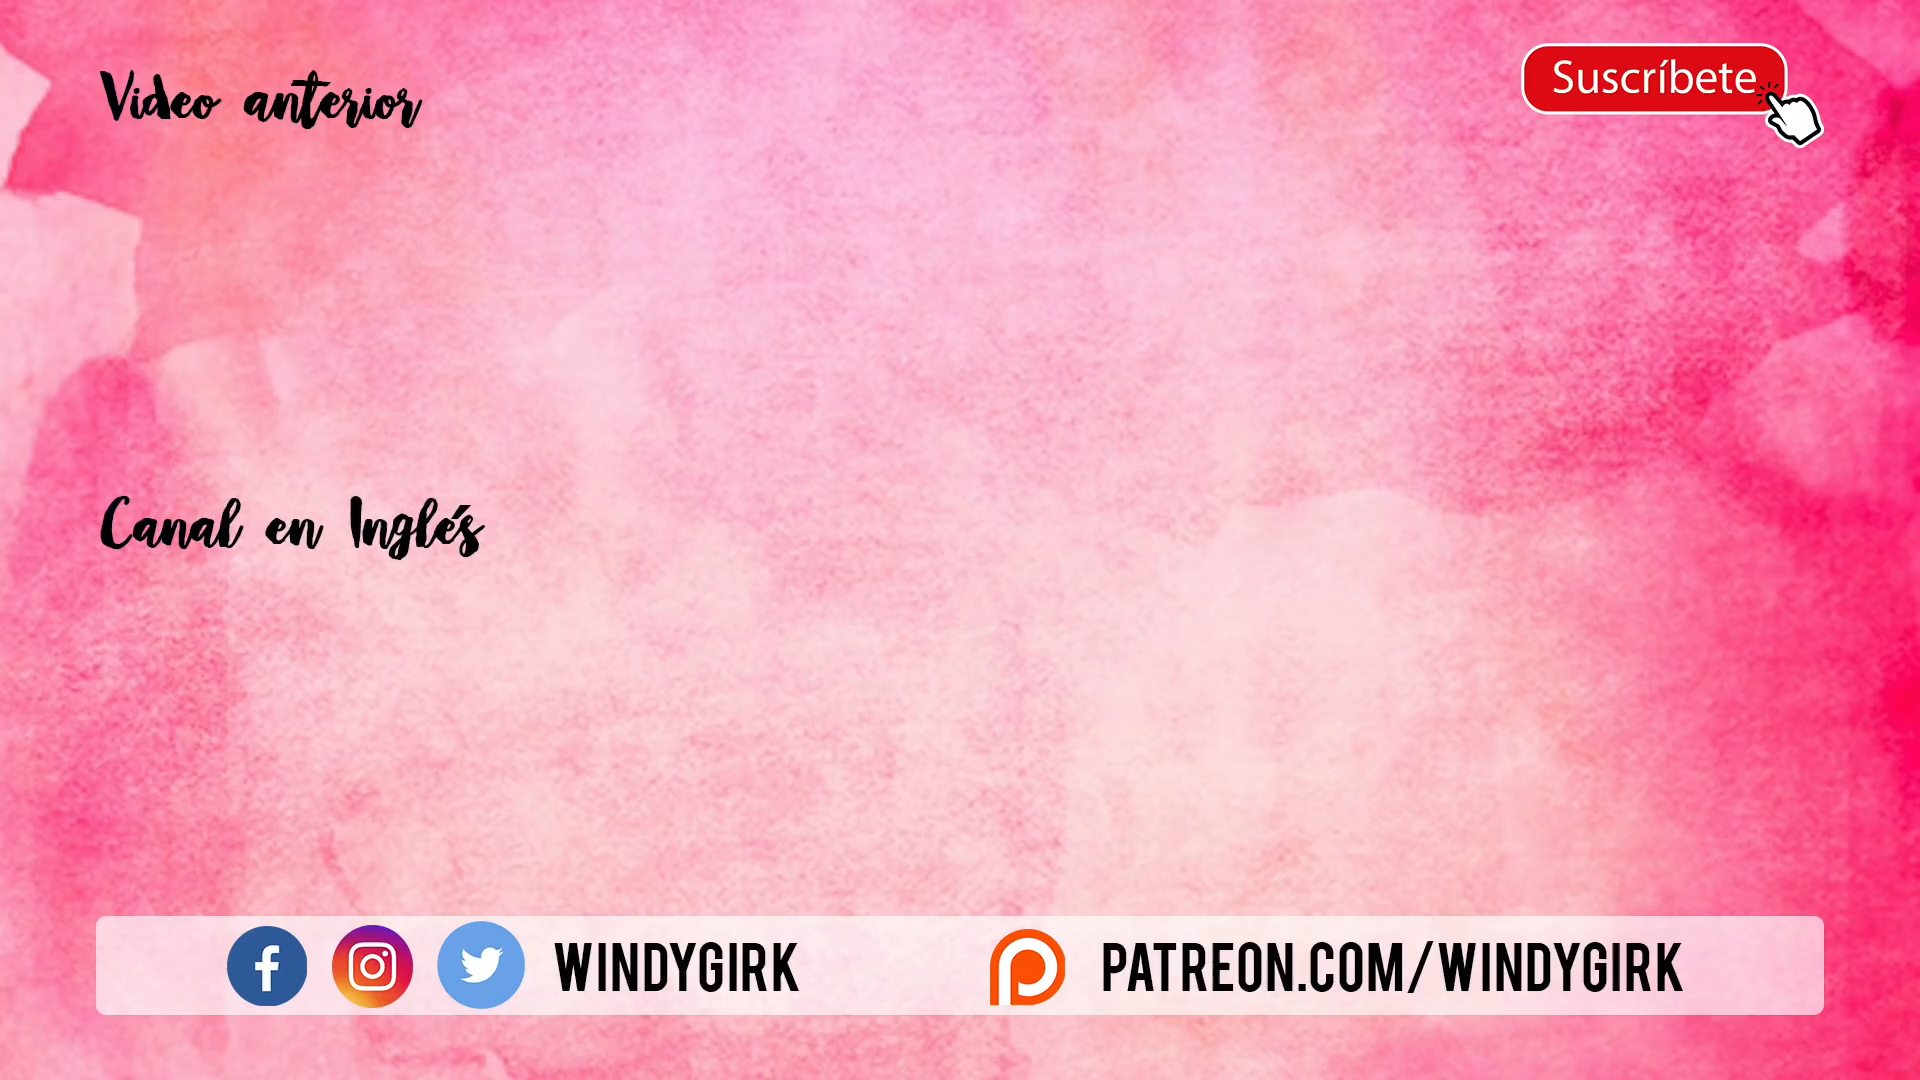 Video anterior
Suscríbete
Canal en Inglés
WINDYGIRK
PATREON.COM/WINDYGIRK